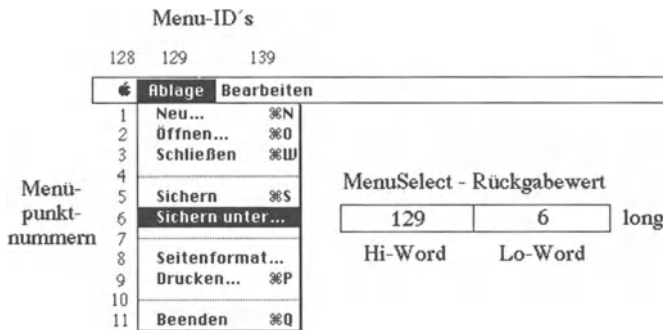 Menu-ID´s
128 129 139
Ablage Bearbeiten
1 Neu... ⌘N
2 Öffnen... ⌘O
3 Schließen ⌘W
4
Menü-
punkt-
nummern
5 Sichern ⌘S
6 Sichern unter...
7
8 Seitenformat...
9 Drucken... ⌘P
10
11 Beenden ⌘Q
MenuSelect - Rückgabewert
129 6 long
Hi-Word Lo-Word